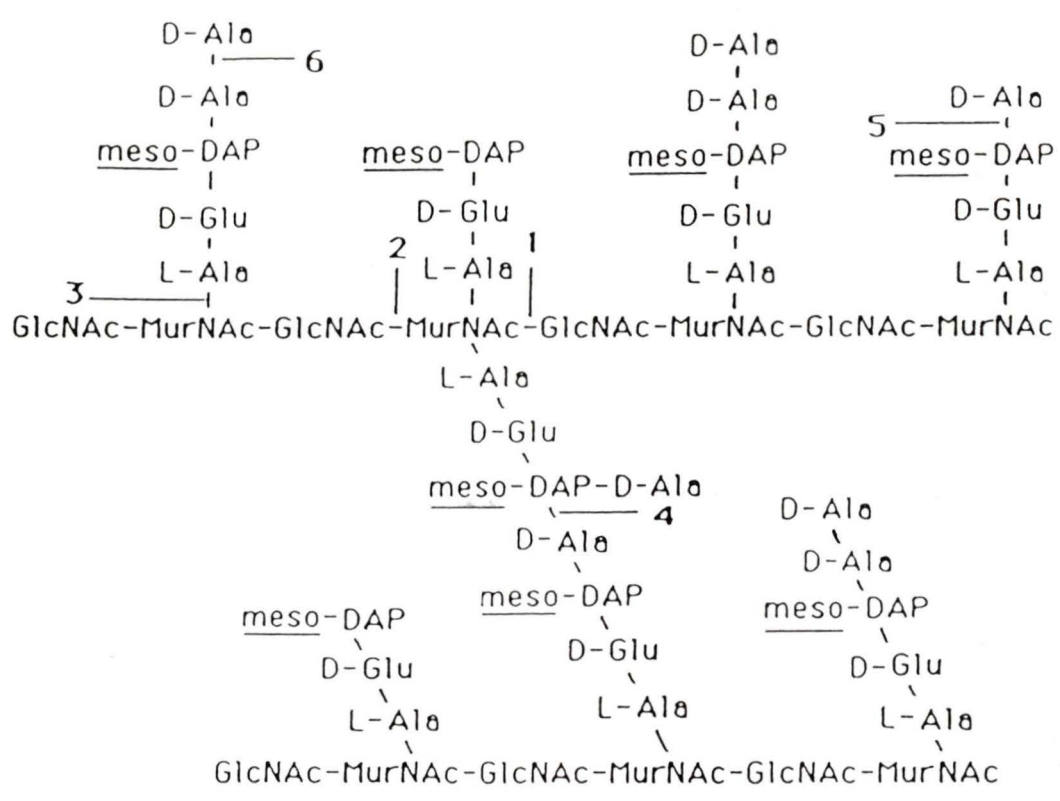 D-Ala
6
D-Ala
D-Ala
D-Ala
D-Ala
5
meso-DAP
meso-DAP
meso-DAP
meso-DAP
D-Glu
D-Glu
D-Glu
D-Glu
2
1
L-Ala
L-Ala
L-Ala
L-Ala
3
GlcNAc-MurNAc-GlcNAc-MurNAc-GlcNAc-MurNAc-GlcNAc-MurNAc
L-Ala
D-Glu
meso-DAP-D-Ala
4
D-Ala
D-Ala
D-Ala
meso-DAP
meso-DAP
meso-DAP
D-Glu
D-Glu
D-Glu
L-Ala
L-Ala
L-Ala
GlcNAc-MurNAc-GlcNAc-MurNAc-GlcNAc-MurNAc